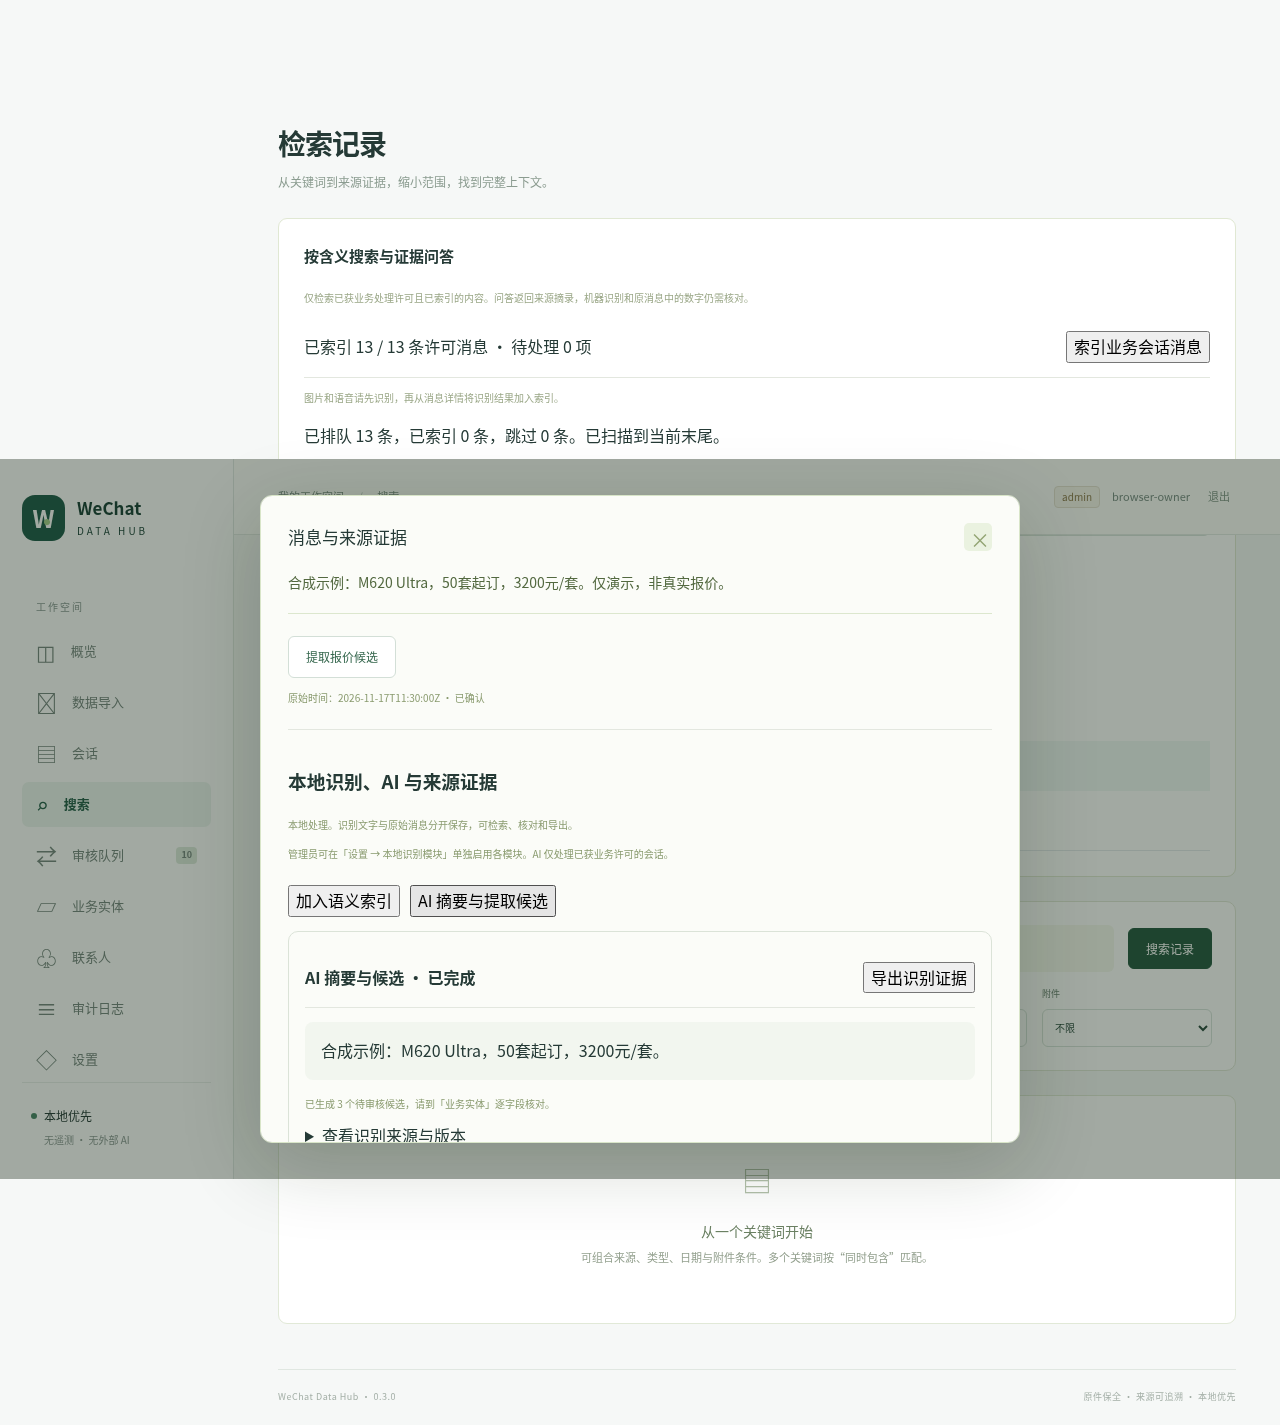 检索记录
从关键词到来源证据，缩小范围，找到完整上下文。
按含义搜索与证据问答
仅检索已获业务处理许可且已索引的内容。问答返回来源摘录，机器识别和原消息中的数字仍需核对。
已索引 13 / 13 条许可消息 · 待处理 0 项
索引业务会话消息
图片和语音请先识别，再从消息详情将识别结果加入索引。
已排队 13 条，已索引 0 条，跳过 0 条。已扫描到当前末尾。
W
WeChat
DATA HUB
admin
browser-owner
退出
工作空间
概览
数据导入
会话
搜索
审核队列
10
业务实体
联系人
审计日志
设置
本地优先
无遥测 · 无外部 AI
消息与来源证据
合成示例：M620 Ultra，50套起订，3200元/套。仅演示，非真实报价。
提取报价候选
原始时间：2026-11-17T11:30:00Z · 已确认
本地识别、AI 与来源证据
本地处理。识别文字与原始消息分开保存，可检索、核对和导出。
管理员可在「设置 → 本地识别模块」单独启用各模块。AI 仅处理已获业务许可的会话。
加入语义索引
AI 摘要与提取候选
AI 摘要与候选 · 已完成
导出识别证据
合成示例：M620 Ultra，50套起订，3200元/套。
已生成 3 个待审核候选，请到「业务实体」逐字段核对。
▶ 查看识别来源与版本
搜索记录
附件
不限
从一个关键词开始
可组合来源、类型、日期与附件条件。多个关键词按“同时包含”匹配。
WeChat Data Hub · 0.3.0
原件保全 · 来源可追溯 · 本地优先